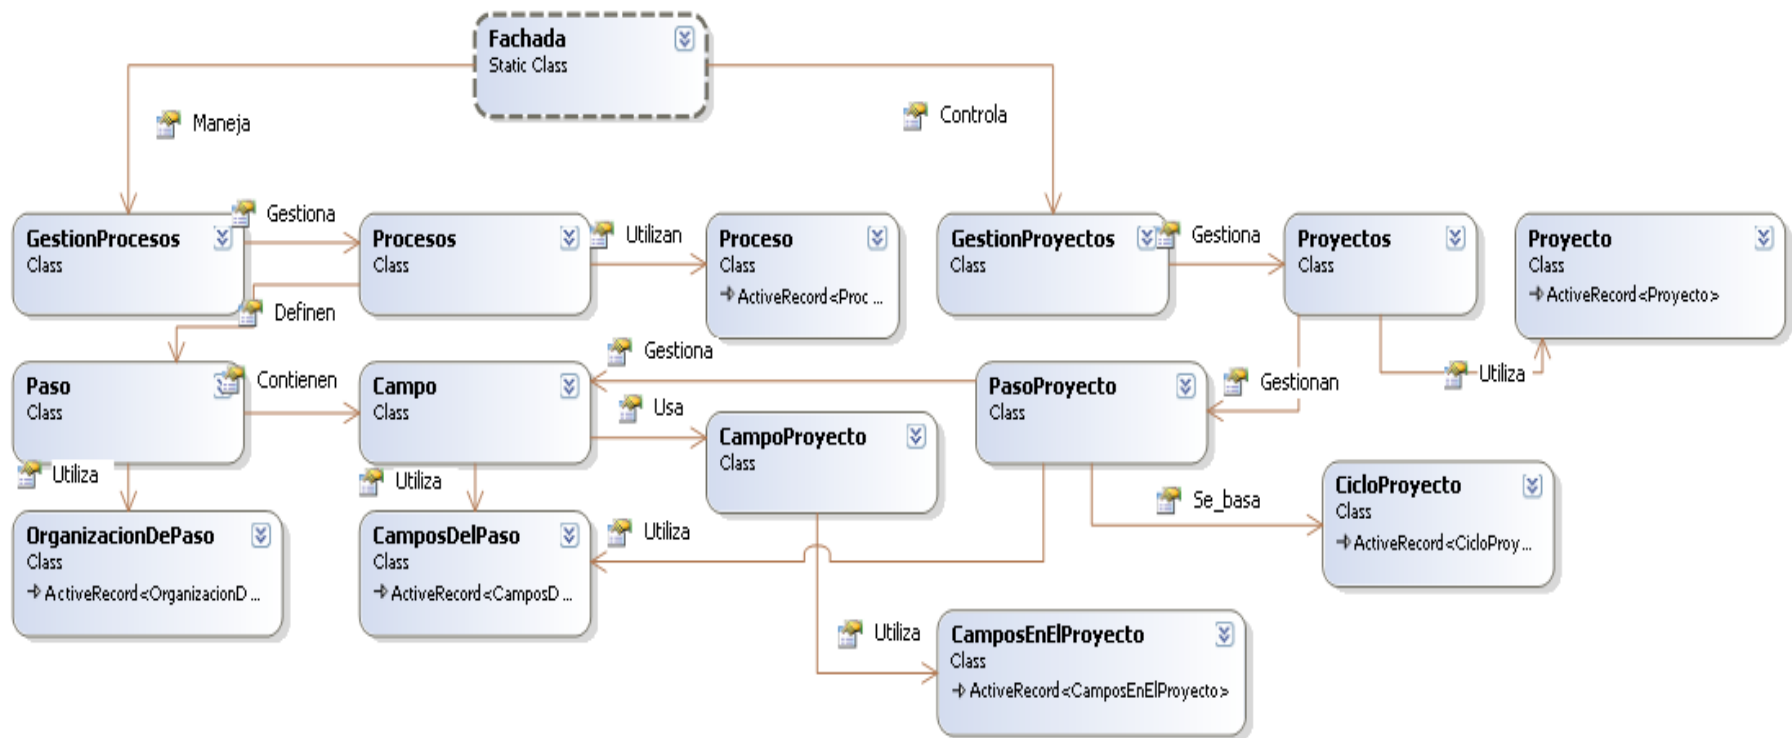 Fachada
Static Class
Maneja
Controla
GestionProcesos
Class
Gestiona
Procesos
Class
Utilizan
Proceso
Class
ActiveRecord<Proc ...
GestionProyectos
Class
Gestiona
Proyectos
Class
Proyecto
Class
ActiveRecord<Proyecto>
Definen
Paso
Class
Contienen
Campo
Class
Gestiona
Usa
CampoProyecto
Class
PasoProyecto
Class
Gestionan
Utiliza
Utiliza
OrganizacionDePaso
Class
ActiveRecord<OrganizacionD ...
Utiliza
CamposDelPaso
Class
ActiveRecord<CamposD ...
Utiliza
Se_basa
CicloProyecto
Class
ActiveRecord<CicloProy...
Utiliza
CamposEnElProyecto
Class
ActiveRecord<CamposEnElProyecto>